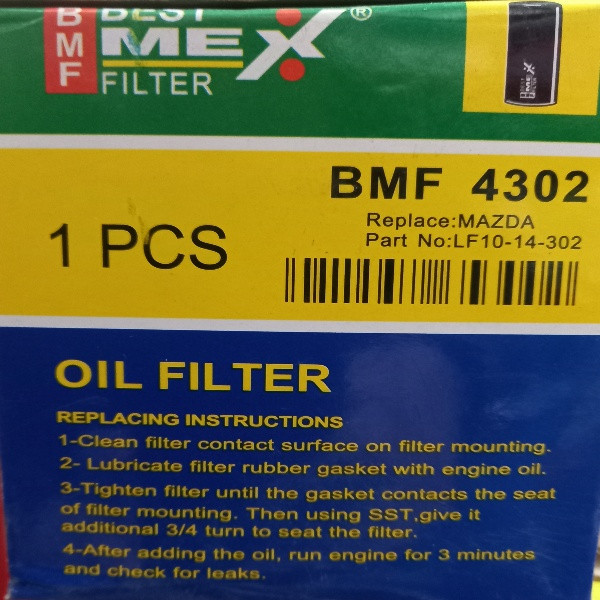 BMF
BEST
MEX®
FILTER
BEST
MEX
FILTER
BMF 4302
Replace:MAZDA
Part No:LF10-14-302
1 PCS
OIL FILTER
REPLACING INSTRUCTIONS
1-Clean filter contact surface on filter mounting.
2- Lubricate filter rubber gasket with engine oil.
3-Tighten filter until the gasket contacts the seat
of filter mounting. Then using SST,give it
additional 3/4 turn to seat the filter.
4-After adding the oil, run engine for 3 minutes
and check for leaks.